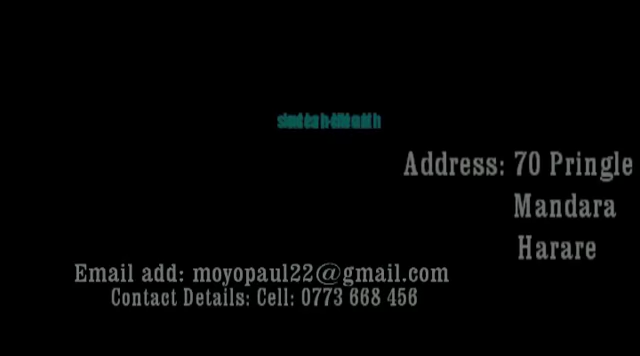 Address: 70 Pringle
Mandara
Harare
Email add: moyopaul22@gmail.com
Contact Details: Cell: 0773 668 456